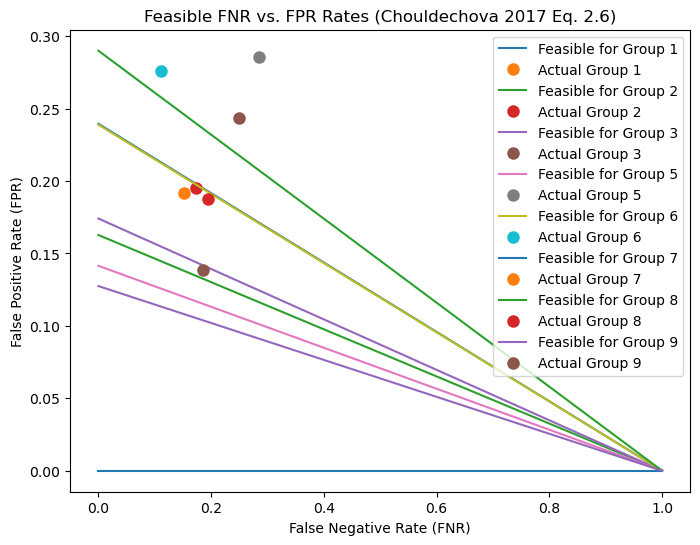 Feasible FNR vs. FPR Rates (Chouldechova 2017 Eq. 2.6)
False Positive Rate (FPR)
0.30
0.25
0.20
0.15
0.10
0.05
0.00
Feasible for Group 1
Actual Group 1
Feasible for Group 2
Actual Group 2
Feasible for Group 3
Actual Group 3
Feasible for Group 5
Actual Group 5
Feasible for Group 6
Actual Group 6
Feasible for Group 7
Actual Group 7
Feasible for Group 8
Actual Group 8
Feasible for Group 9
Actual Group 9
0.0 0.2 0.4 0.6 0.8 1.0
False Negative Rate (FNR)